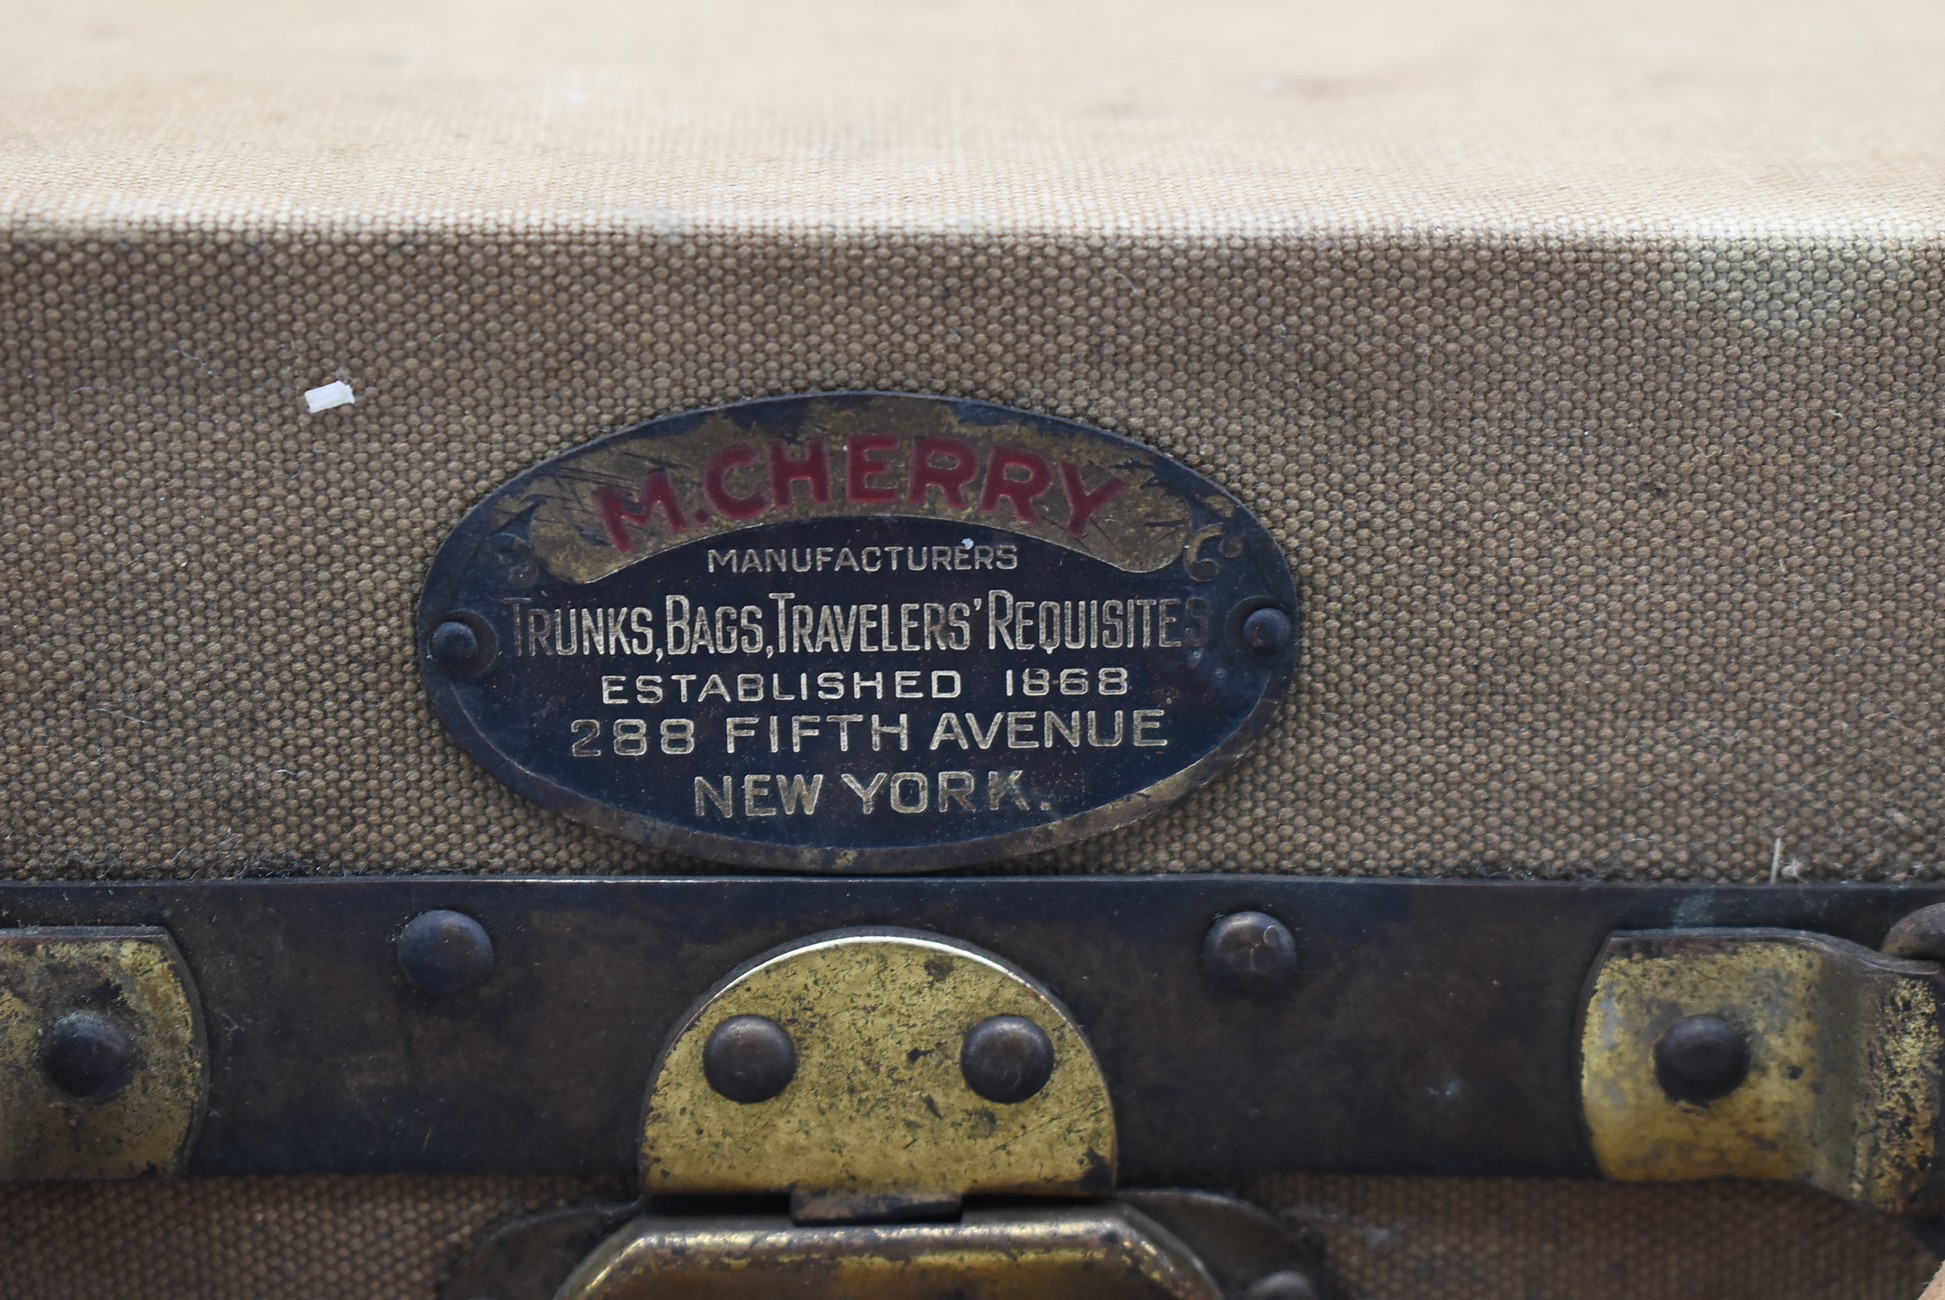 M. CHERRY
MANUFACTURERS
TRUNKS, BAGS, TRAVELERS' REQUISITES
ESTABLISHED 1868
288 FIFTH AVENUE
NEW YORK.